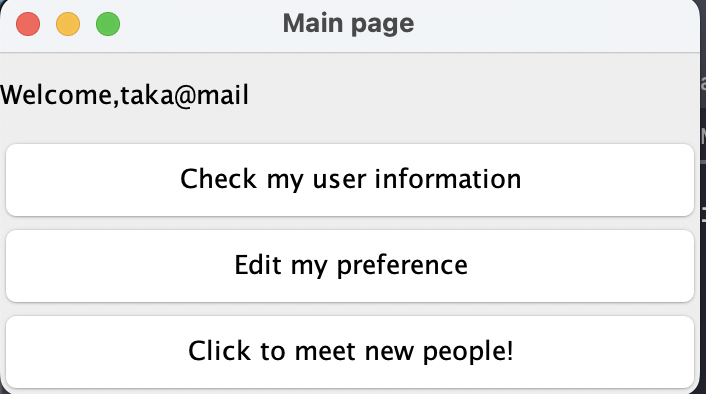 Main page
Welcome,taka@mail
Check my user information
Edit my preference
Click to meet new people!